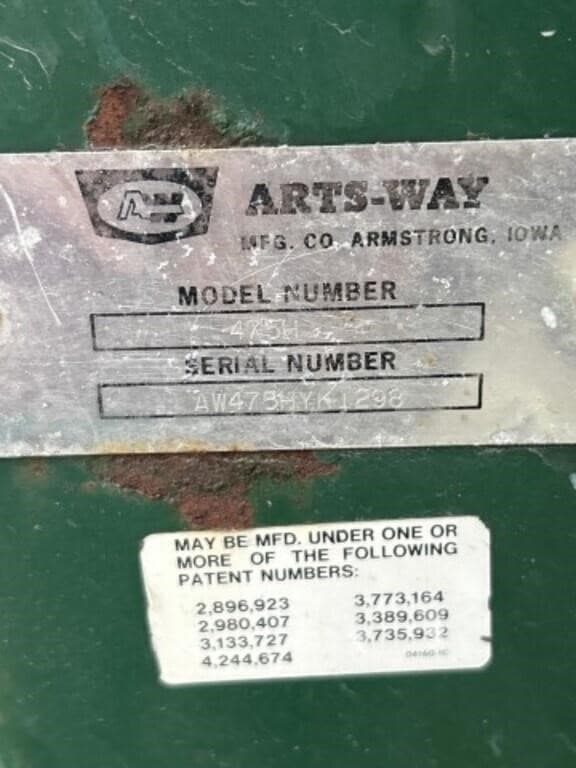 ARTS-WAY
MFG. CO. ARMSTRONG, IOWA
MODEL NUMBER
475H
SERIAL NUMBER
AW475HYK1298
MAY BE MFD. UNDER ONE OR
MORE OF THE FOLLOWING
PATENT NUMBERS:
2,896,923 3,773,164
2,980,407 3,389,609
3,133,727 3,735,932
4,244,674